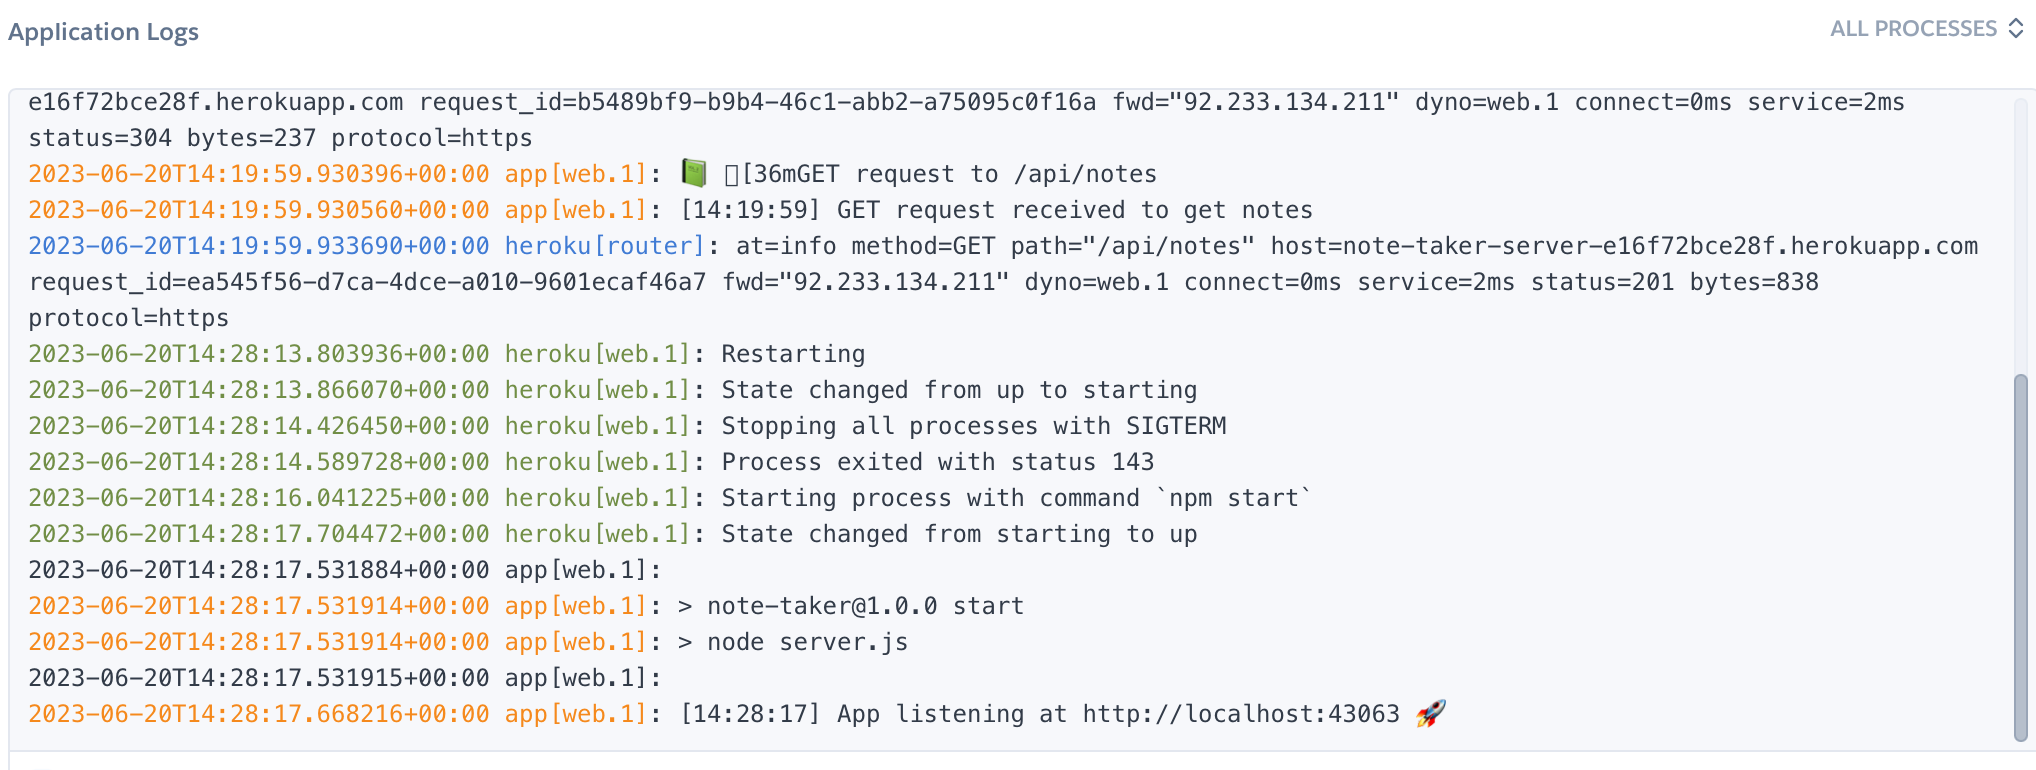 Application Logs
ALL PROCESSES
e16f72bce28f.herokuapp.com request_id=b5489bf9-b9b4-46c1-abb2-a75095c0f16a fwd="92.233.134.211" dyno=web.1 connect=0ms service=2ms
status=304 bytes=237 protocol=https
2023-06-20T14:19:59.930396+00:00 app[web.1]: 📗 [36mGET request to /api/notes
2023-06-20T14:19:59.930560+00:00 app[web.1]: [14:19:59] GET request received to get notes
2023-06-20T14:19:59.933690+00:00 heroku[router]: at=info method=GET path="/api/notes" host=note-taker-server-e16f72bce28f.herokuapp.com
request_id=ea545f56-d7ca-4dce-a010-9601ecaf46a7 fwd="92.233.134.211" dyno=web.1 connect=0ms service=2ms status=201 bytes=838
protocol=https
2023-06-20T14:28:13.803936+00:00 heroku[web.1]: Restarting
2023-06-20T14:28:13.866070+00:00 heroku[web.1]: State changed from up to starting
2023-06-20T14:28:14.426450+00:00 heroku[web.1]: Stopping all processes with SIGTERM
2023-06-20T14:28:14.589728+00:00 heroku[web.1]: Process exited with status 143
2023-06-20T14:28:16.041225+00:00 heroku[web.1]: Starting process with command `npm start`
2023-06-20T14:28:17.704472+00:00 heroku[web.1]: State changed from starting to up
2023-06-20T14:28:17.531884+00:00 app[web.1]:
2023-06-20T14:28:17.531914+00:00 app[web.1]: > note-taker@1.0.0 start
2023-06-20T14:28:17.531914+00:00 app[web.1]: > node server.js
2023-06-20T14:28:17.531915+00:00 app[web.1]:
2023-06-20T14:28:17.668216+00:00 app[web.1]: [14:28:17] App listening at http://localhost:43063 🚀